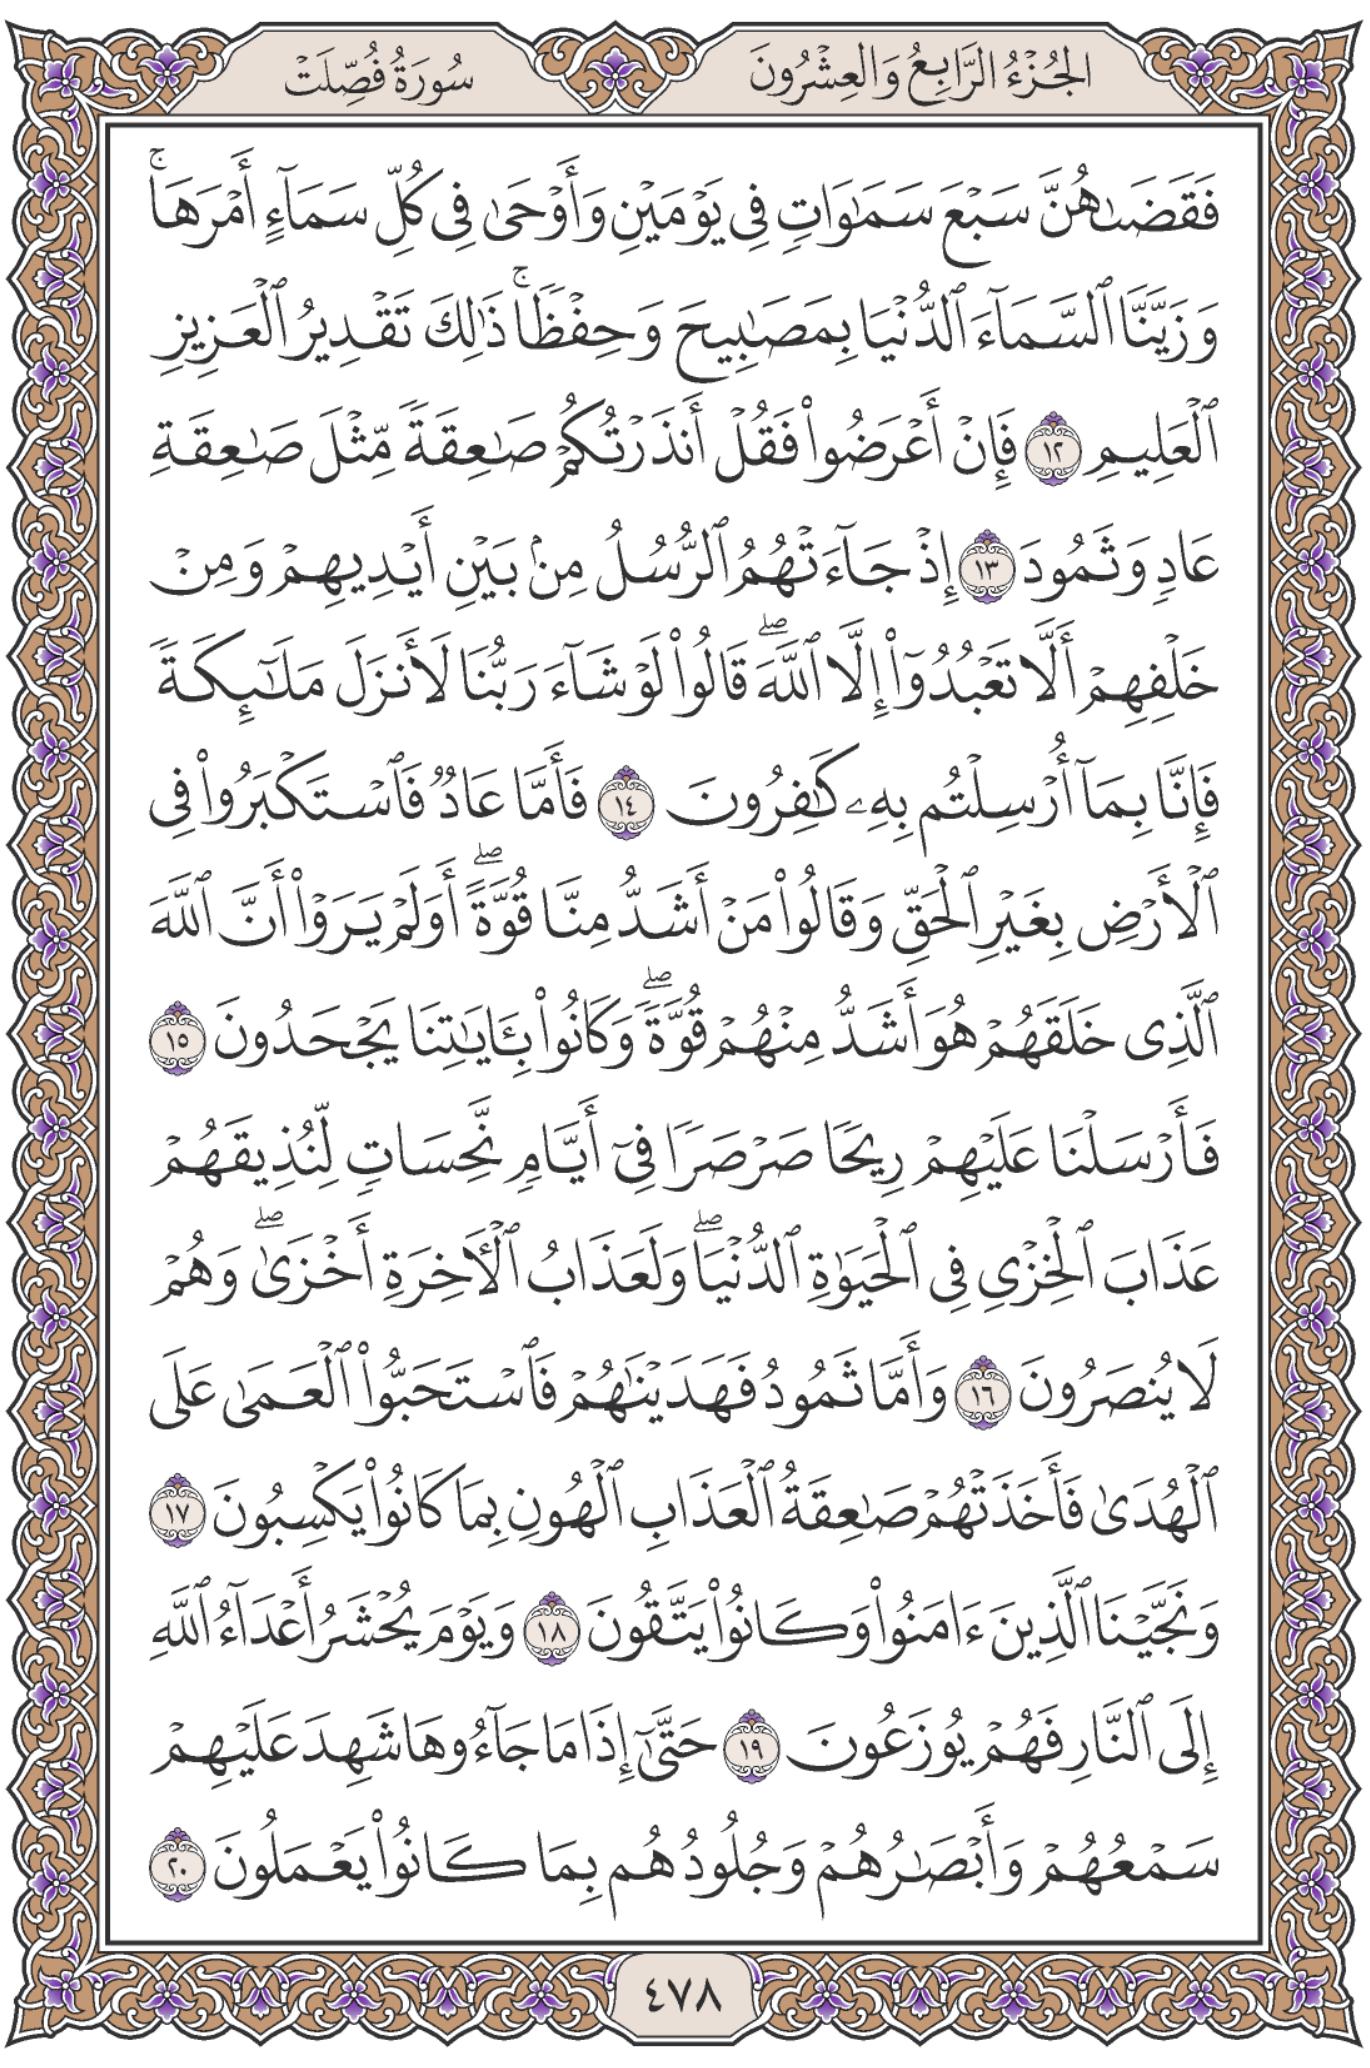 الجُزْءُ الرَّابِعُ وَالعِشْرُونَ
سُورَةُ فُصِّلَتْ
فَقَضَىٰهُنَّ سَبْعَ سَمَٰوَاتٍ فِي يَوْمَيْنِ وَأَوْحَىٰ فِي كُلِّ سَمَآءٍ أَمْرَهَاۚ
وَزَيَّنَّا ٱلسَّمَآءَ ٱلدُّنْيَا بِمَصَٰبِيحَ وَحِفْظًاۚ ذَٰلِكَ تَقْدِيرُ ٱلْعَزِيزِ
ٱلْعَلِيمِ ١٢ فَإِنْ أَعْرَضُوا۟ فَقُلْ أَنذَرْتُكُمْ صَٰعِقَةً مِّثْلَ صَٰعِقَةِ
عَادٍ وَثَمُودَ ١٣ إِذْ جَآءَتْهُمُ ٱلرُّسُلُ مِنۢ بَيْنِ أَيْدِيهِمْ وَمِنْ
خَلْفِهِمْ أَلَّا تَعْبُدُوٓا۟ إِلَّا ٱللَّهَۖ قَالُوا۟ لَوْ شَآءَ رَبُّنَا لَأَنزَلَ مَلَٰٓئِكَةً
فَإِنَّا بِمَآ أُرْسِلْتُم بِهِۦ كَٰفِرُونَ ١٤ فَأَمَّا عَادٌ فَٱسْتَكْبَرُوا۟ فِي
ٱلْأَرْضِ بِغَيْرِ ٱلْحَقِّ وَقَالُوا۟ مَنْ أَشَدُّ مِنَّا قُوَّةًۖ أَوَلَمْ يَرَوْا۟ أَنَّ ٱللَّهَ
ٱلَّذِي خَلَقَهُمْ هُوَ أَشَدُّ مِنْهُمْ قُوَّةًۖ وَكَانُوا۟ بِـَٔايَٰتِنَا يَجْحَدُونَ ١٥
فَأَرْسَلْنَا عَلَيْهِمْ رِيحًا صَرْصَرًا فِيٓ أَيَّامٍ نَّحِسَاتٍ لِّنُذِيقَهُمْ
عَذَابَ ٱلْخِزْيِ فِي ٱلْحَيَوٰةِ ٱلدُّنْيَاۖ وَلَعَذَابُ ٱلْـَٔاخِرَةِ أَخْزَىٰۖ وَهُمْ
لَا يُنصَرُونَ ١٦ وَأَمَّا ثَمُودُ فَهَدَيْنَٰهُمْ فَٱسْتَحَبُّوا۟ ٱلْعَمَىٰ عَلَى
ٱلْهُدَىٰ فَأَخَذَتْهُمْ صَٰعِقَةُ ٱلْعَذَابِ ٱلْهُونِ بِمَا كَانُوا۟ يَكْسِبُونَ ١٧
وَنَجَّيْنَا ٱلَّذِينَ ءَامَنُوا۟ وَكَانُوا۟ يَتَّقُونَ ١٨ وَيَوْمَ يُحْشَرُ أَعْدَآءُ ٱللَّهِ
إِلَى ٱلنَّارِ فَهُمْ يُوزَعُونَ ١٩ حَتَّىٰٓ إِذَا مَا جَآءُوهَا شَهِدَ عَلَيْهِمْ
سَمْعُهُمْ وَأَبْصَٰرُهُمْ وَجُلُودُهُم بِمَا كَانُوا۟ يَعْمَلُونَ ٢٠
٤٧٨